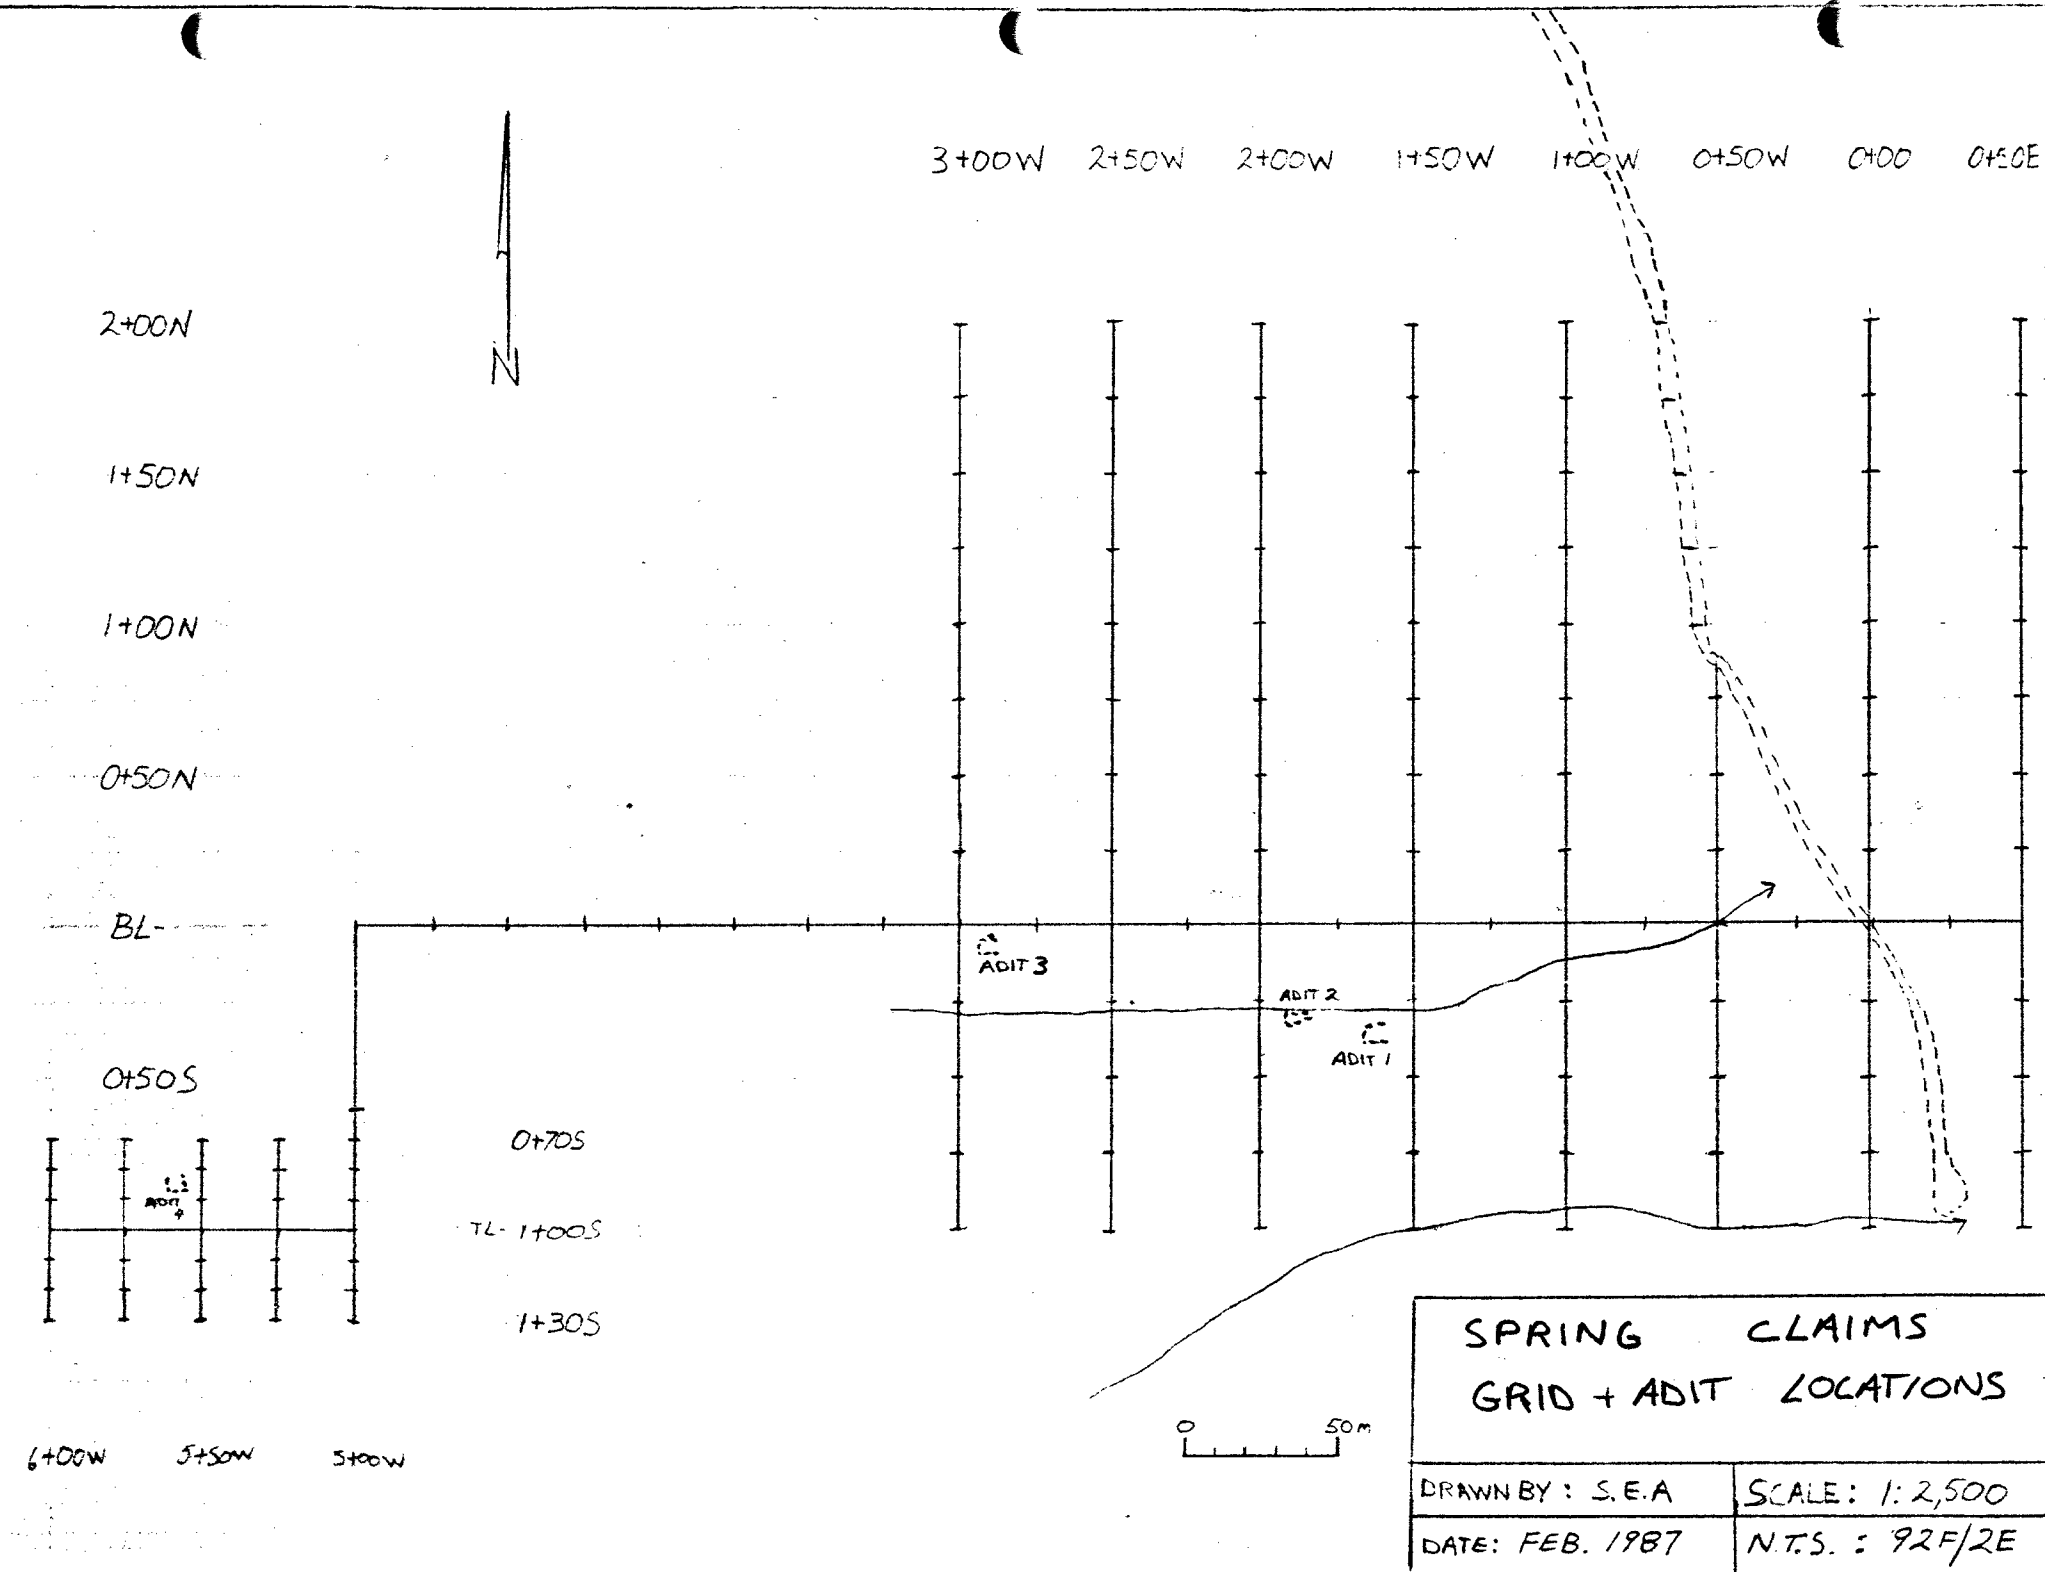 3+00W 2+50W 2+00W 1+50W 1+00W 0+50W 0+00 0+50E
2+00N
N
1+50N
1+00N
0+50N
BL-
ADIT 3
ADIT 2
ADIT 1
0+50S
0+70S
ADIT 4
TL- 1+00S
1+30S
SPRING CLAIMS
GRID + ADIT LOCATIONS
0 50m
6+00W 5+50W 5+00W
DRAWN BY : S.E.A
SCALE: 1:2,500
DATE: FEB. 1987
N.T.S. : 92F/2E